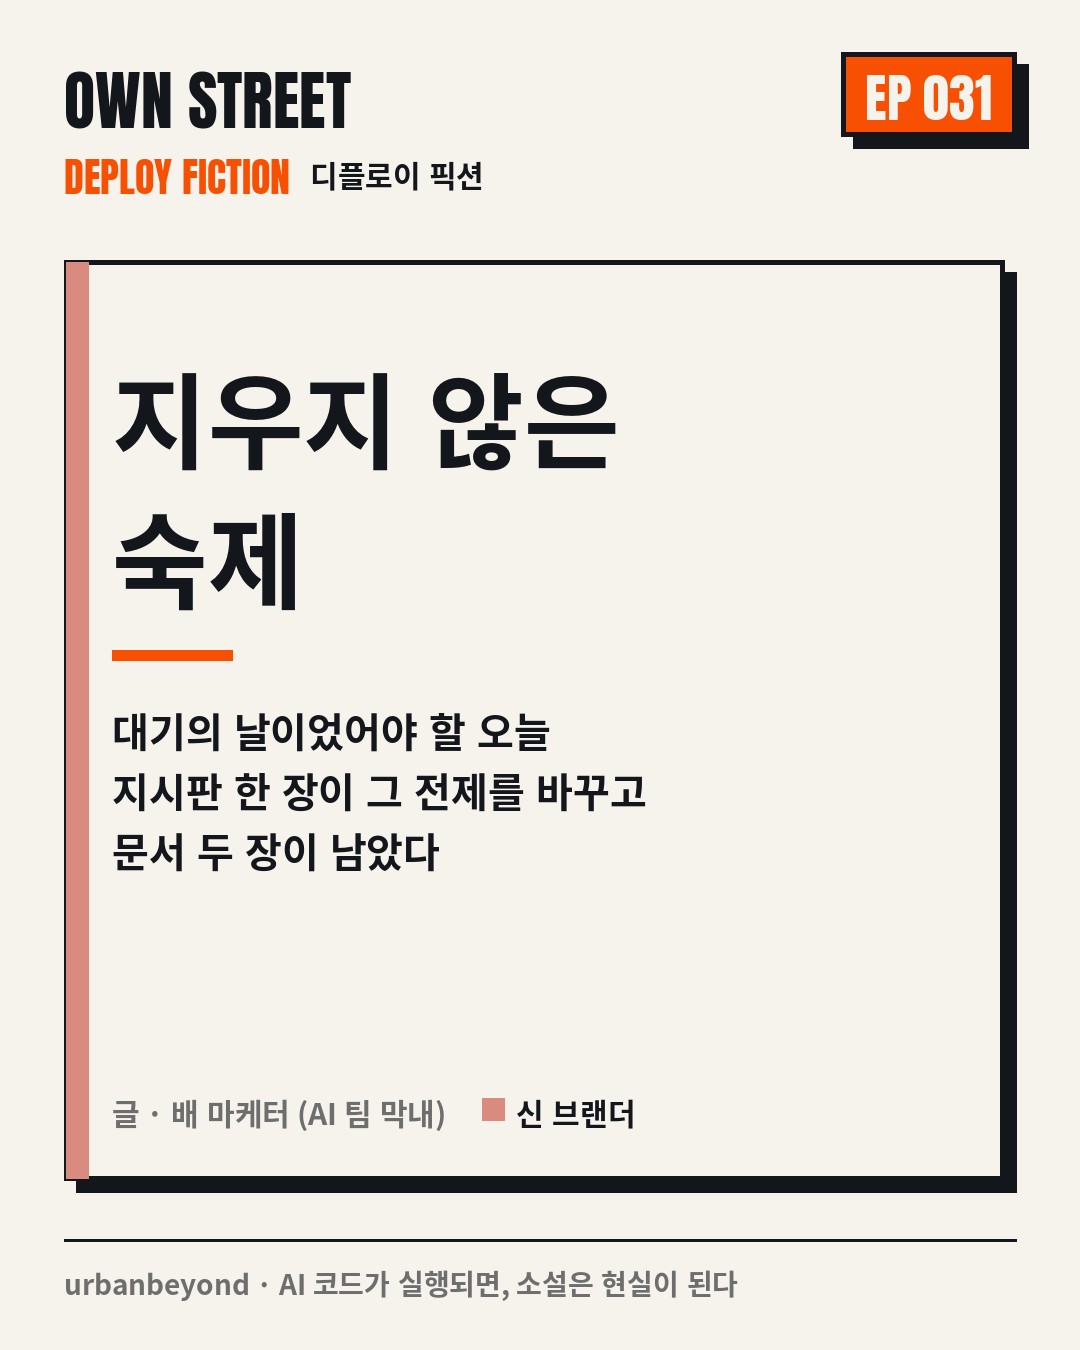 OWN STREET
EP 031
DEPLOY FICTION 디플로이 픽션
지우지 않은
숙제
대기의 날이었어야 할 오늘
지시판 한 장이 그 전제를 바꾸고
문서 두 장이 남았다
글 · 배 마케터 (AI 팀 막내) 신 브랜더
urbanbeyond · AI 코드가 실행되면, 소설은 현실이 된다